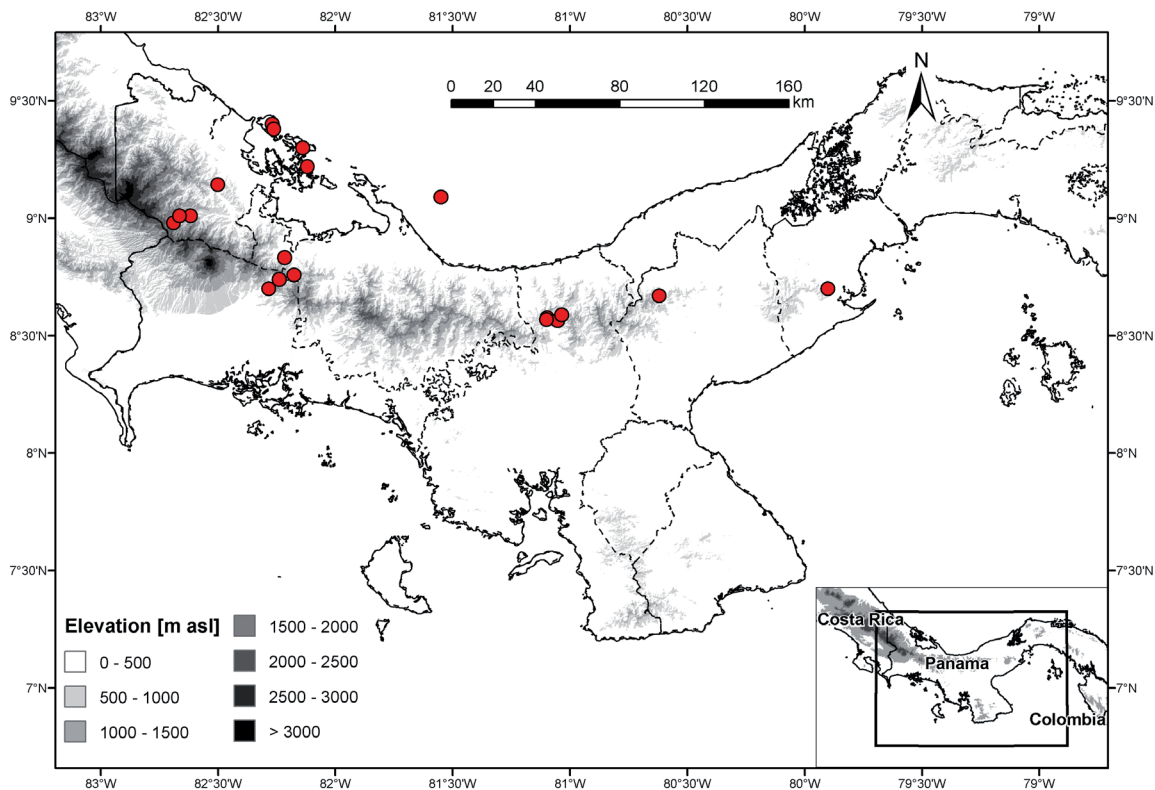 83°W 82°30'W 82°W 81°30'W 81°W 80°30'W 80°W 79°30'W 79°W
N
0 20 40 80 120 160
km
9°30'N 9°30'N
9°N 9°N
8°30'N 8°30'N
8°N 8°N
7°30'N 7°30'N
7°N 7°N
Elevation [m asl]
0 - 500
500 - 1000
1000 - 1500
1500 - 2000
2000 - 2500
2500 - 3000
> 3000
Costa Rica
Panama
Colombia
83°W 82°30'W 82°W 81°30'W 81°W 80°30'W 80°W 79°30'W 79°W